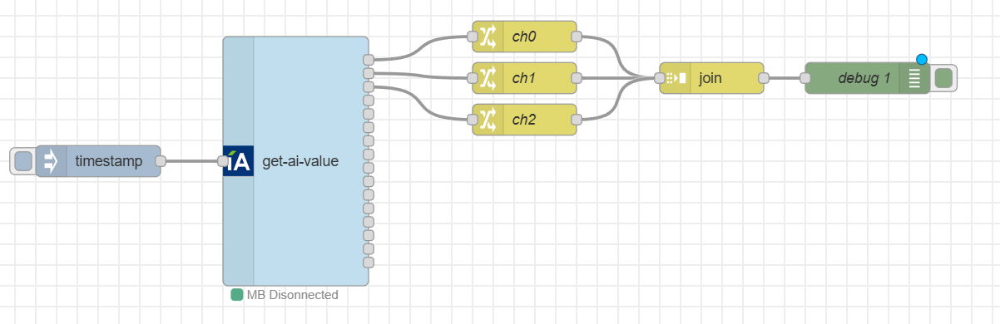 ch0
ch1
join
debug 1
ch2
timestamp
iA
get-ai-value
MB Disonnected